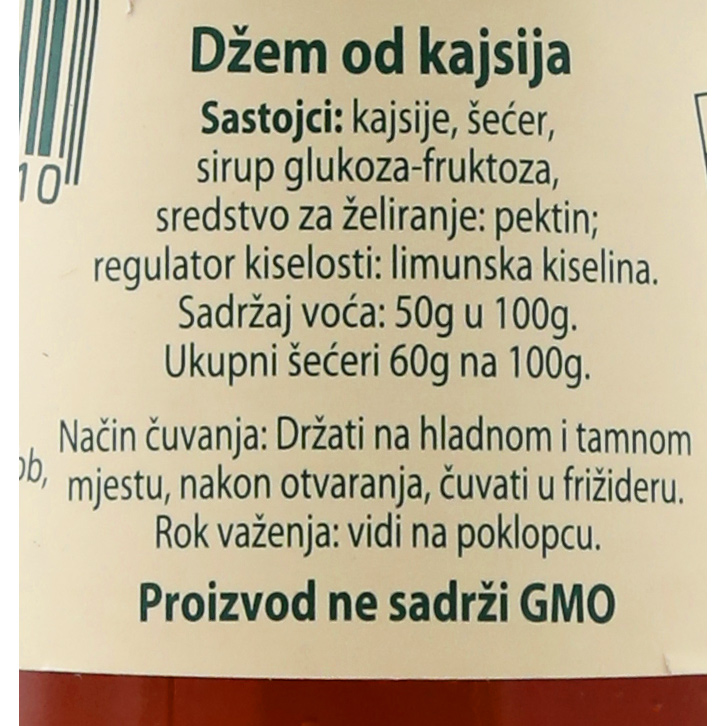 Džem od kajsija
Sastojci: kajsije, šećer,
sirup glukoza-fruktoza,
sredstvo za želiranje: pektin;
regulator kiselosti: limunska kiselina.
Sadržaj voća: 50g u 100g.
Ukupni šećeri 60g na 100g.
Način čuvanja: Držati na hladnom i tamnom
mjestu, nakon otvaranja, čuvati u frižideru.
Rok važenja: vidi na poklopcu.
Proizvod ne sadrži GMO
10